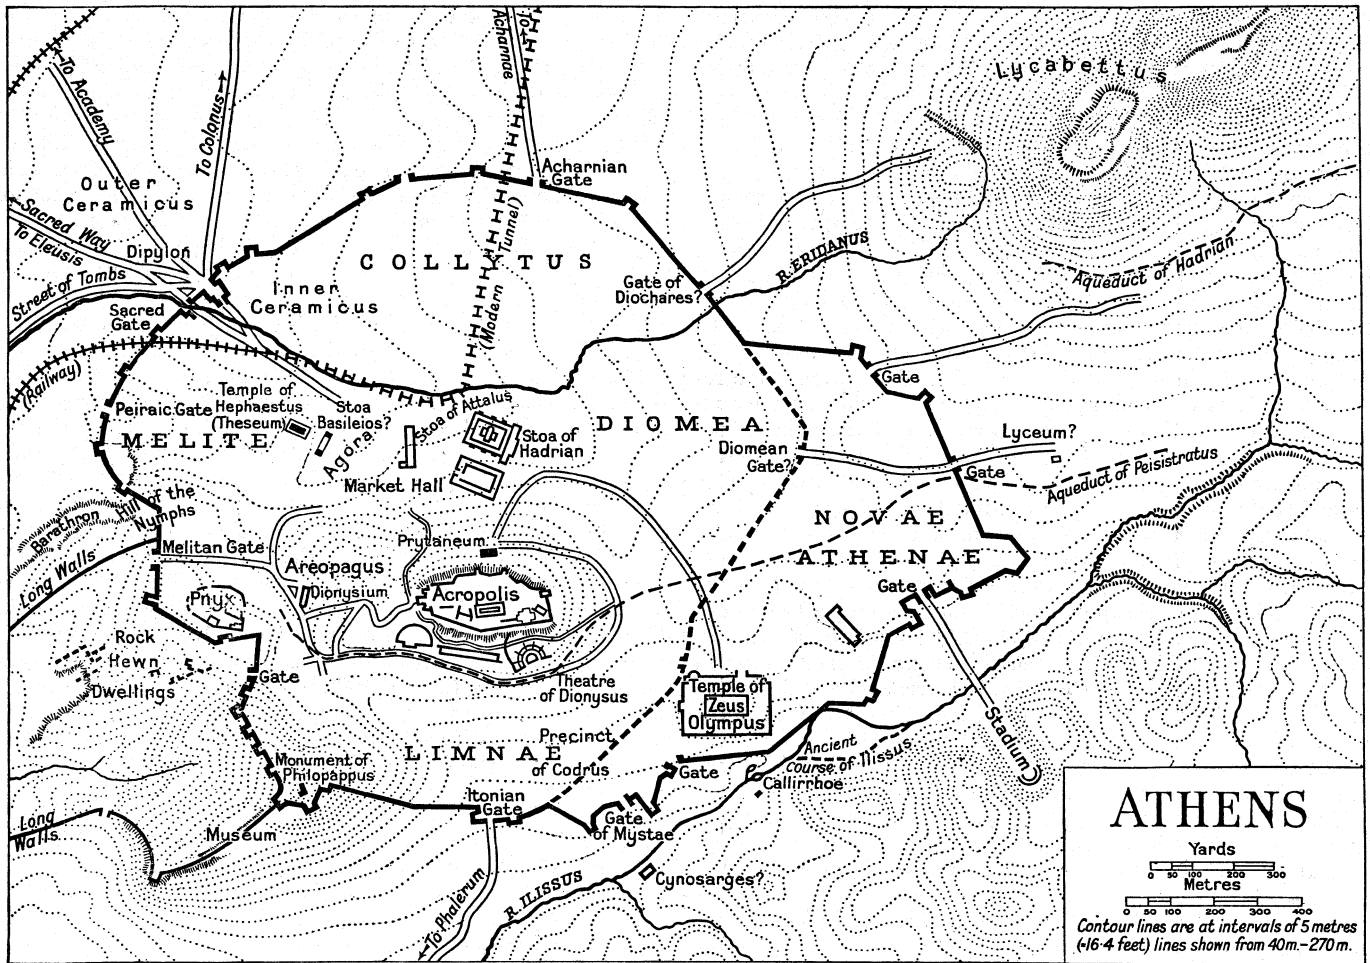 To Academy
To Colonus
To
Acharnae
Lycabettus
Outer
Ceramicus
Acharnian
Gate
Sacred Way
To Eleusis
Dipylon
Street of Tombs
Sacred
Gate
Inner
Ceramicus
COLLYTUS
(Modern Tunnel)
Gate of
Diochares?
R. ERIDANUS
Aqueduct of Hadrian
(Railway)
Gate
Peiraic Gate
Temple of
Hephaestus
(Theseum)
Stoa
Basileios?
Stoa of Attalus
MELITE
Agora
Stoa of
Hadrian
Market Hall
DIOMEA
Diomean
Gate?
Lyceum?
Gate
Aqueduct of Peisistratus
Barathron
Hill of the
Nymphs
NOVAE
ATHENAE
Long Walls
Melitan Gate
Prytaneum
Areopagus
Dionysium
Acropolis
Pnyx
Gate
Rock
Hewn
Dwellings
Gate
Theatre
of Dionysus
Temple of
Zeus
Olympus
Stadium
LIMNAE
Precinct
of Codrus
Monument of
Philopappus
Ancient
course of Ilissus
Gate
Callirrhoe
Itonian
Gate
Gate
of Mystae
Long
Walls
Museum
Cynosarges?
To Phalerum
R. ILISSUS
ATHENS
Yards
0 50 100 200 300
Metres
0 50 100 200 300 400
Contour lines are at intervals of 5 metres
(=16·4 feet) lines shown from 40m.-270m.